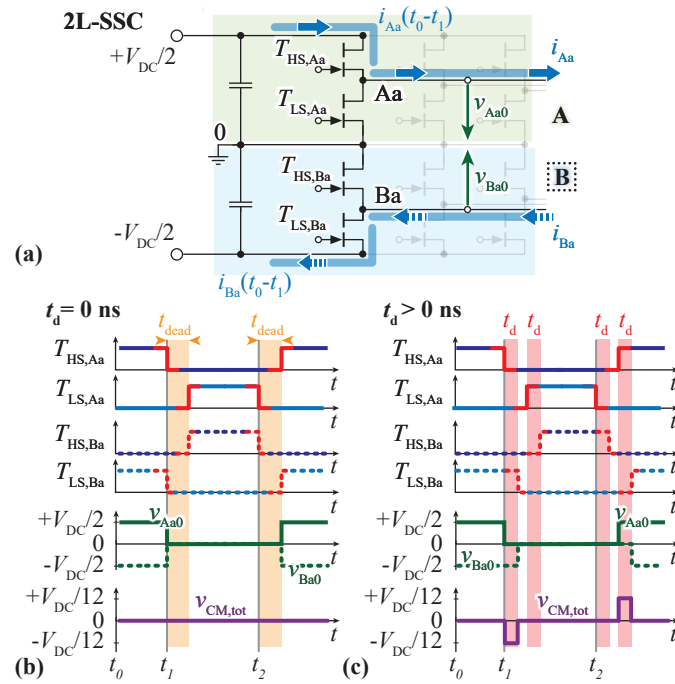 2L-SSC
i_Aa(t_0-t_1)
+V_DC/2
T_HS,Aa
i_Aa
Aa
T_LS,Aa
v_Aa0
A
0
T_HS,Ba
v_Ba0
B
Ba
T_LS,Ba
i_Ba
-V_DC/2
(a)
i_Ba(t_0-t_1)
t_d = 0 ns
t_dead
t_dead
T_HS,Aa
t
T_LS,Aa
t
T_HS,Ba
t
T_LS,Ba
t
+V_DC/2
v_Aa0
0
t
-V_DC/2
v_Ba0
+V_DC/12
v_CM,tot
0
t
-V_DC/12
(b)
t_0
t_1
t_2
t_d > 0 ns
t_d
t_d
t_d
t_d
T_HS,Aa
t
T_LS,Aa
t
T_HS,Ba
t
T_LS,Ba
t
+V_DC/2
v_Aa0
0
t
-V_DC/2
v_Ba0
+V_DC/12
v_CM,tot
0
t
-V_DC/12
(c)
t_0
t_1
t_2